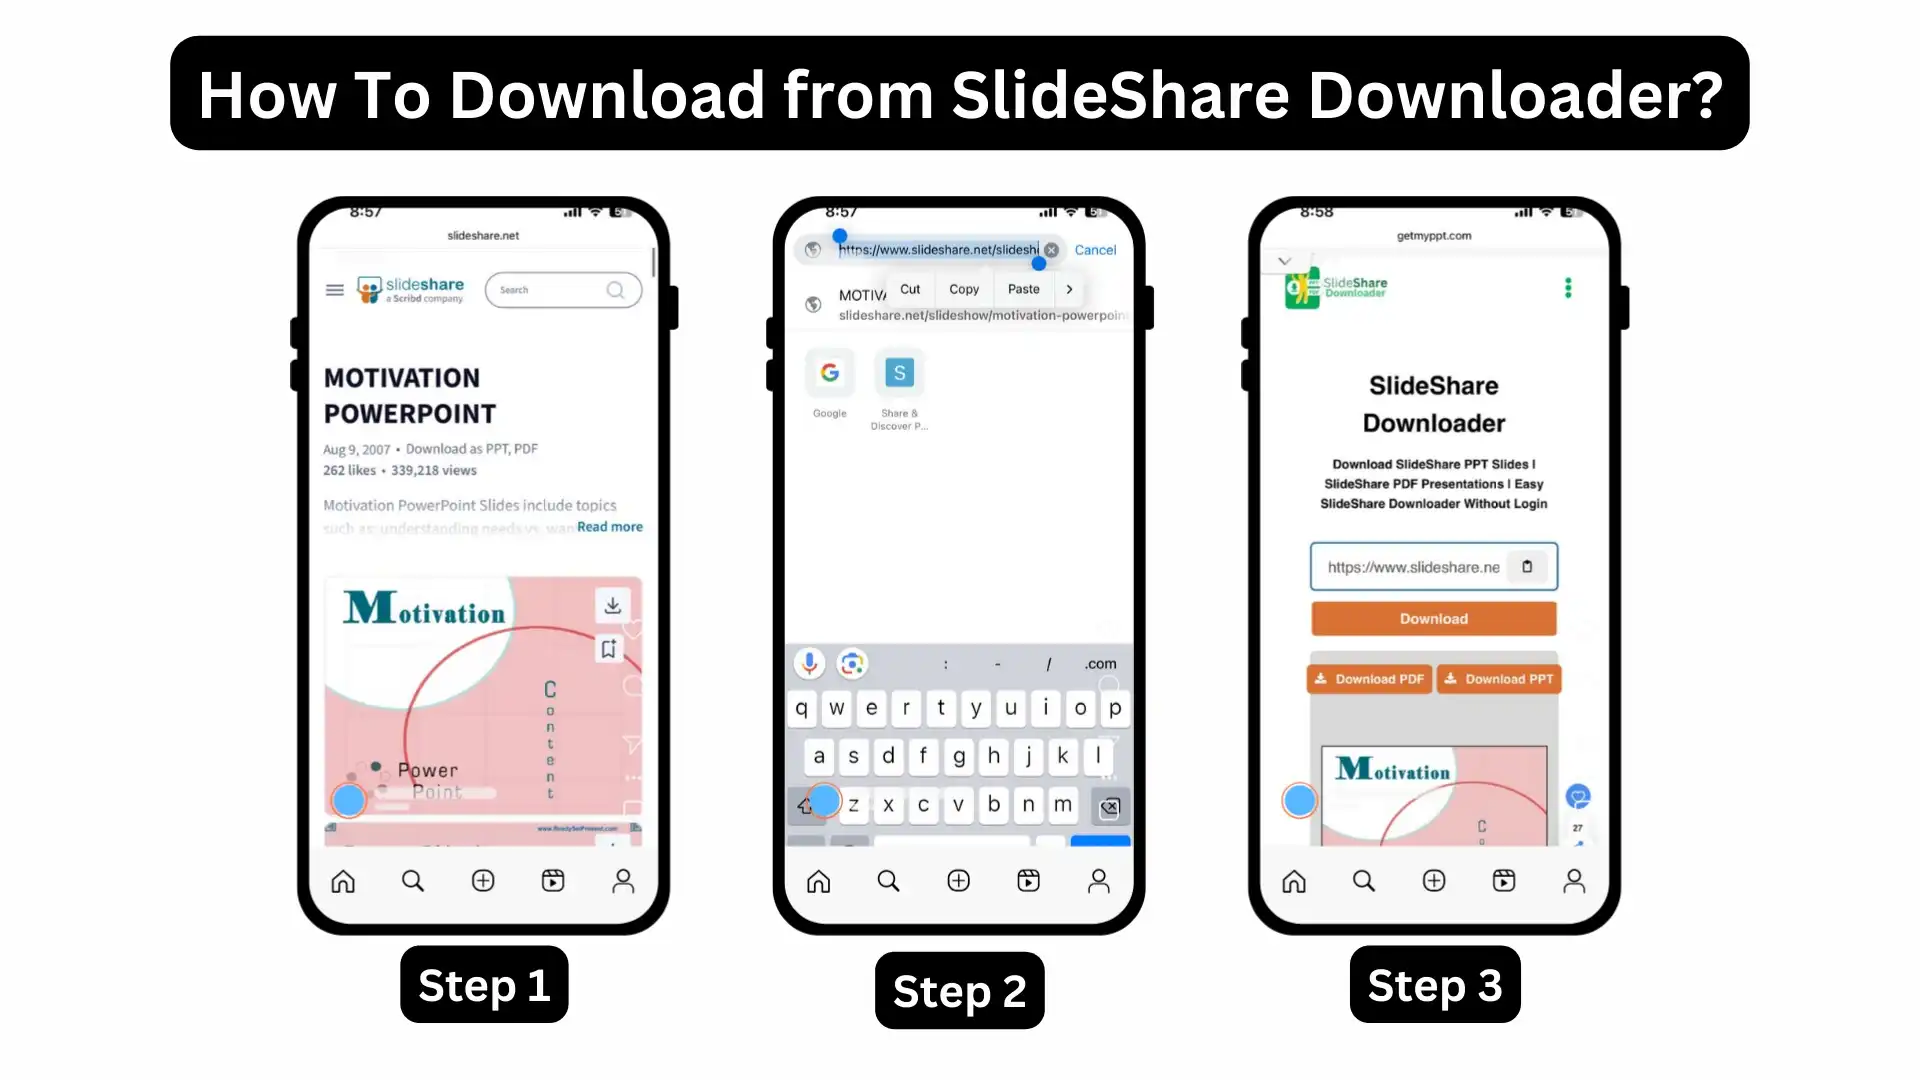 How To Download from SlideShare Downloader?
8:57
slideshare.net
slideshare
a Scribd company
Search
MOTIVATION
POWERPOINT
Aug 9, 2007 • Download as PPT, PDF
262 likes • 339,218 views
Motivation PowerPoint Slides include topics
such as: understanding needs vs. wan Read more
Motivation
Content
Power
Point
www.ReadySetPresent.com
Step 1
8:57
https://www.slideshare.net/slidesh
Cancel
Cut Copy Paste
MOTIVA
slideshare.net/slideshow/motivation-powerpoin
G
S
Google
Share &
Discover P...
: - / .com
q w e r t y u i o p
a s d f g h j k l
z x c v b n m
Step 2
8:58
getmyppt.com
SlideShare
Downloader
SlideShare
Downloader
Download SlideShare PPT Slides |
SlideShare PDF Presentations | Easy
SlideShare Downloader Without Login
https://www.slideshare.ne
Download
Download PDF
Download PPT
Motivation
Co
27
Step 3